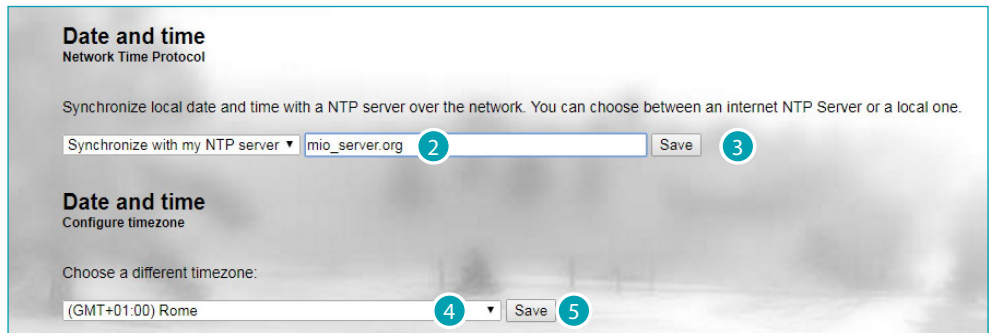 Date and time
Network Time Protocol
Synchronize local date and time with a NTP server over the network. You can choose between an internet NTP Server or a local one.
Synchronize with my NTP server ▼ mio_server.org 2 Save 3
Date and time
Configure timezone
Choose a different timezone:
(GMT+01:00) Rome 4 ▼ Save 5